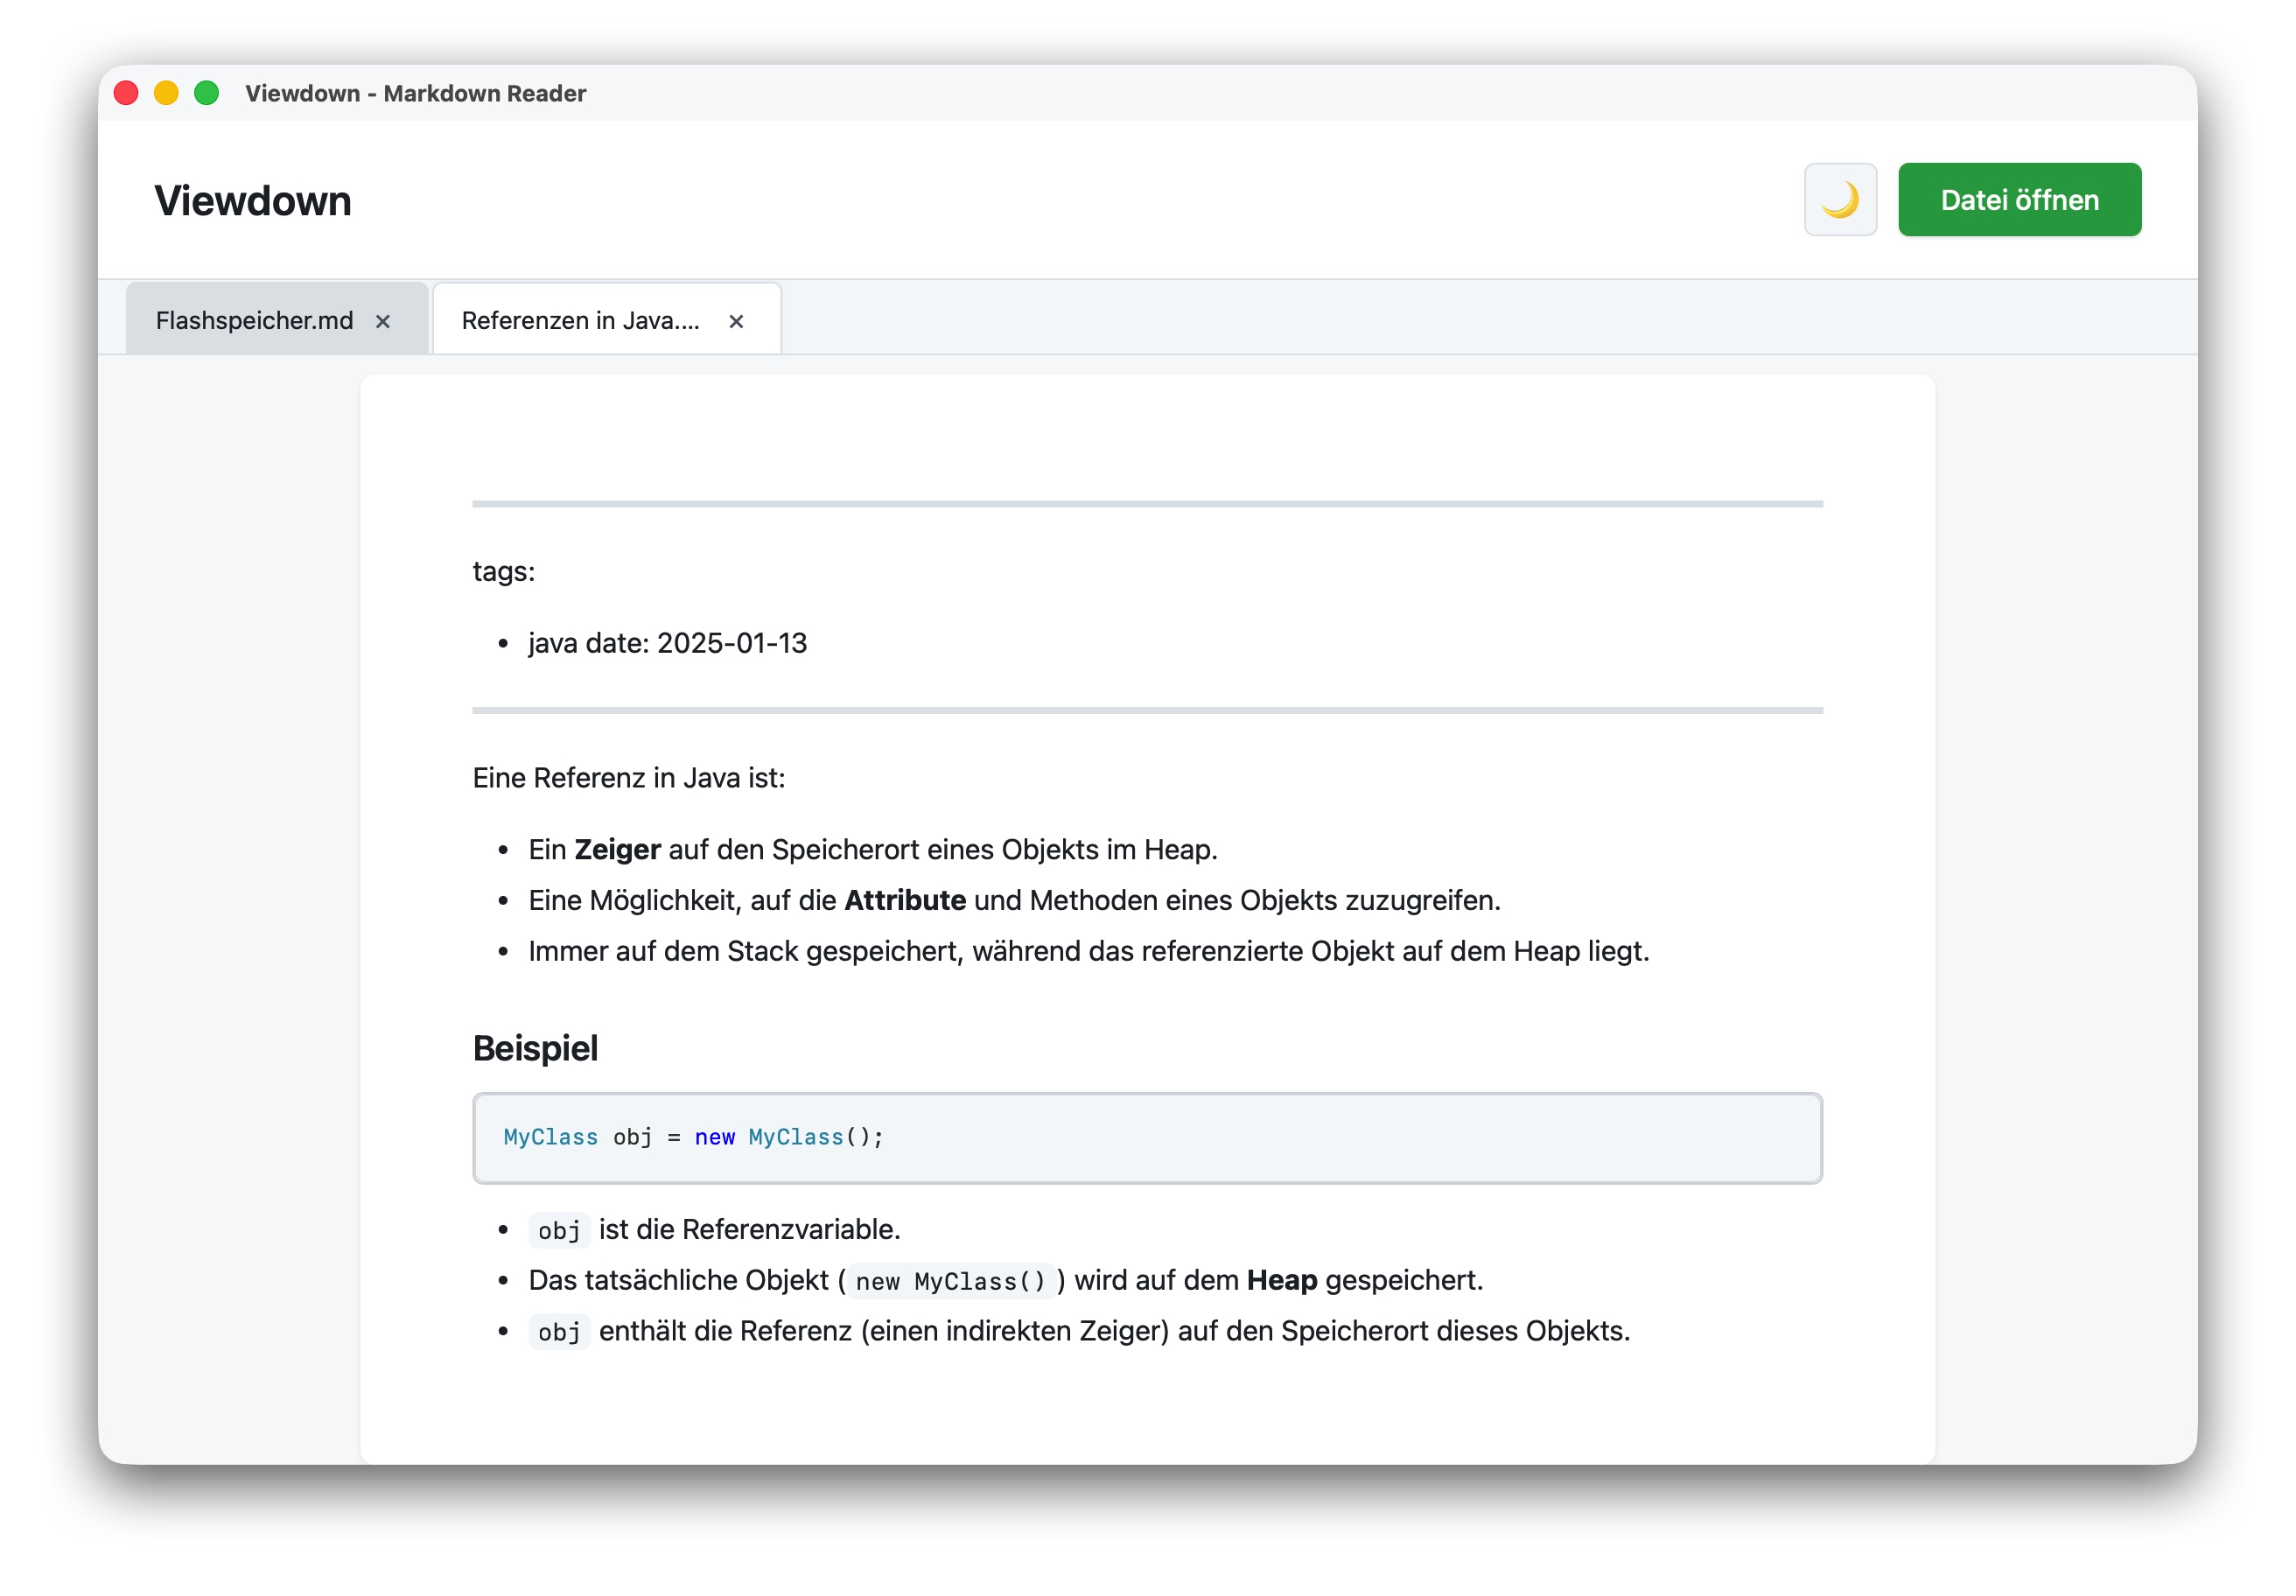 Viewdown - Markdown Reader
Viewdown
Datei öffnen
Flashspeicher.md ×
Referenzen in Java.... ×
tags:
• java date: 2025-01-13
Eine Referenz in Java ist:
• Ein Zeiger auf den Speicherort eines Objekts im Heap.
• Eine Möglichkeit, auf die Attribute und Methoden eines Objekts zuzugreifen.
• Immer auf dem Stack gespeichert, während das referenzierte Objekt auf dem Heap liegt.
Beispiel
MyClass obj = new MyClass();
• obj ist die Referenzvariable.
• Das tatsächliche Objekt (new MyClass()) wird auf dem Heap gespeichert.
• obj enthält die Referenz (einen indirekten Zeiger) auf den Speicherort dieses Objekts.